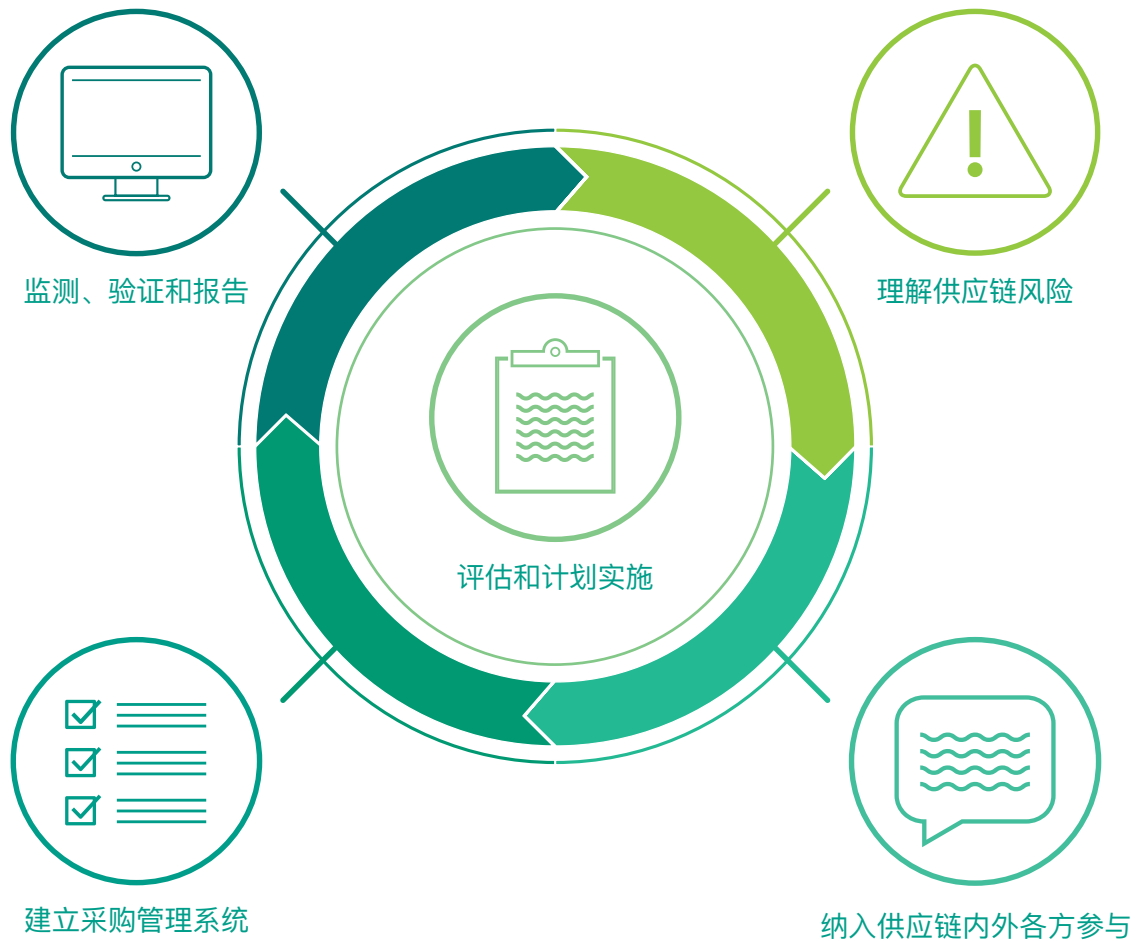 监测、验证和报告
理解供应链风险
评估和计划实施
建立采购管理系统
纳入供应链内外各方参与